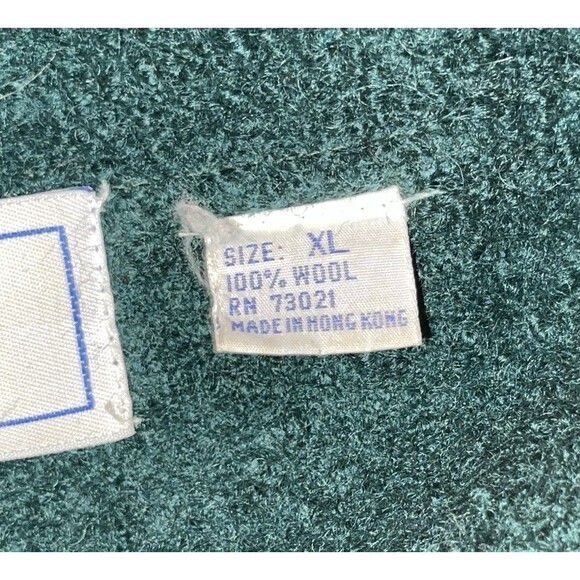 SIZE: XL
100% WOOL
RN 73021
MADE IN HONG KONG